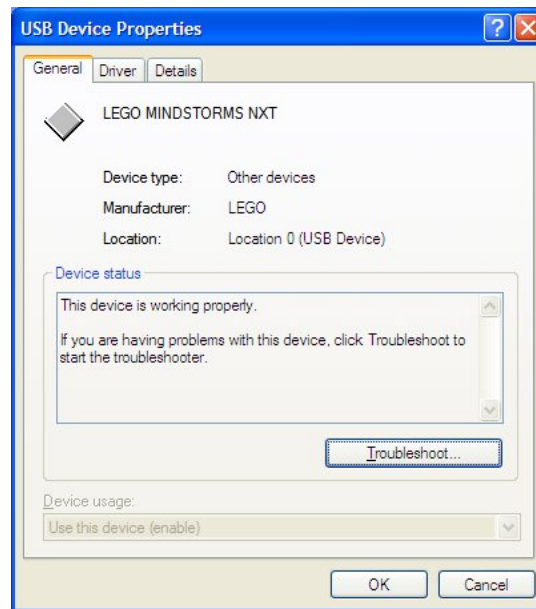 USB Device Properties
General Driver Details
LEGO MINDSTORMS NXT
Device type: Other devices
Manufacturer: LEGO
Location: Location 0 (USB Device)
Device status
This device is working properly.
If you are having problems with this device, click Troubleshoot to
start the troubleshooter.
Troubleshoot...
Device usage:
Use this device (enable)
OK Cancel